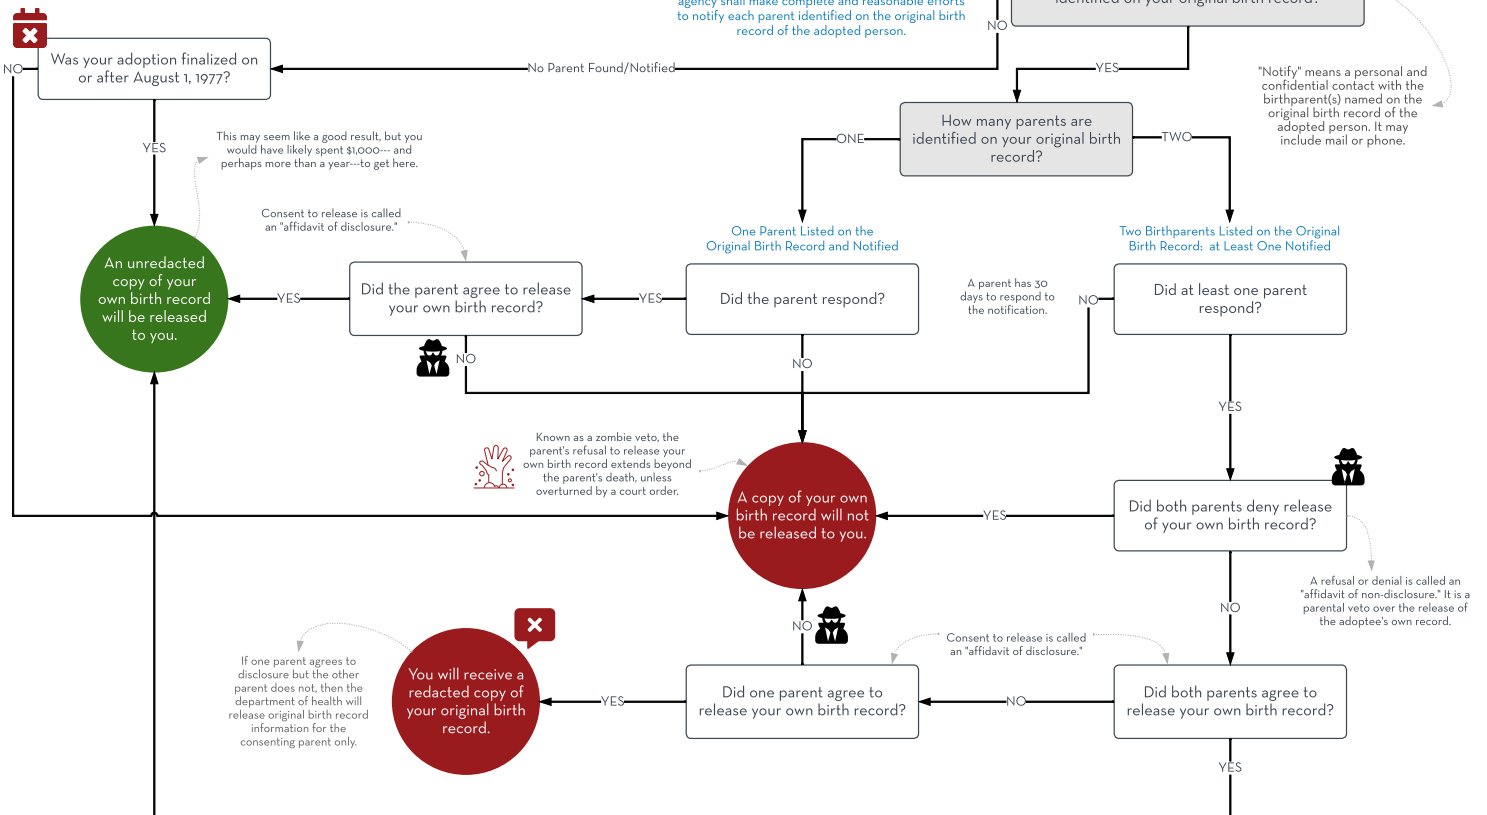 agency shall make complete and reasonable efforts
to notify each parent identified on the original birth
record of the adopted person.
identified on your original birth record?
NO
Was your adoption finalized on
or after August 1, 1977?
NO
No Parent Found/Notified
YES
"Notify" means a personal and
confidential contact with the
birthparent(s) named on the
original birth record of the
adopted person. It may
include mail or phone.
How many parents are
identified on your original birth
record?
ONE
TWO
YES
This may seem like a good result, but you
would have likely spent $1,000--- and
perhaps more than a year---to get here.
Consent to release is called
an "affidavit of disclosure."
One Parent Listed on the
Original Birth Record and Notified
Two Birthparents Listed on the Original
Birth Record: at Least One Notified
An unredacted
copy of your
own birth record
will be released
to you.
YES
Did the parent agree to release
your own birth record?
YES
Did the parent respond?
A parent has 30
days to respond to
the notification.
NO
Did at least one parent
respond?
NO
NO
YES
Known as a zombie veto, the
parent's refusal to release your
own birth record extends beyond
the parent's death, unless
overturned by a court order.
A copy of your own
birth record will not
be released to you.
YES
Did both parents deny release
of your own birth record?
A refusal or denial is called an
"affidavit of non-disclosure." It is a
parental veto over the release of
the adoptee's own record.
NO
NO
Consent to release is called
an "affidavit of disclosure."
If one parent agrees to
disclosure but the other
parent does not, then the
department of health will
release original birth record
information for the
consenting parent only.
You will receive a
redacted copy of
your original birth
record.
YES
Did one parent agree to
release your own birth record?
NO
Did both parents agree to
release your own birth record?
YES